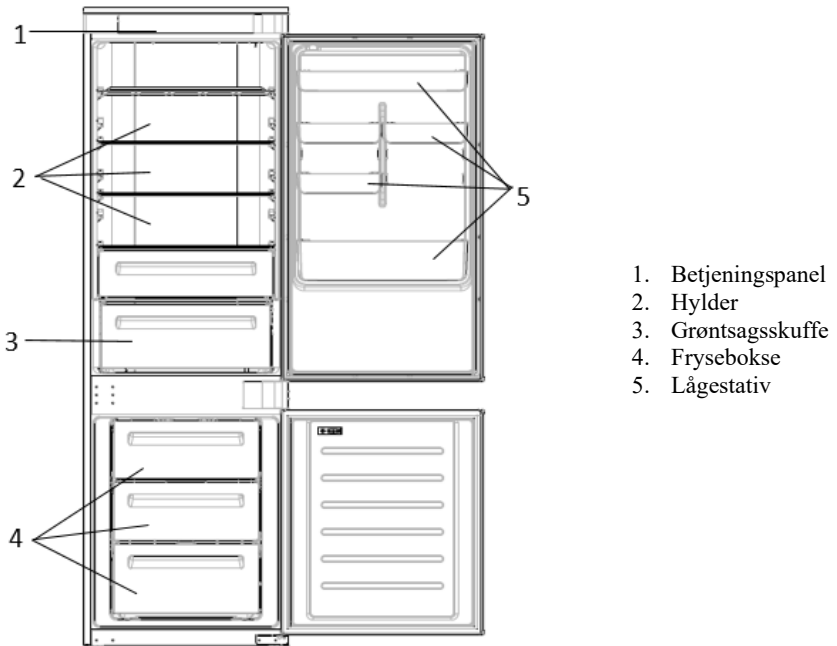 1
2
3
4
5
1. Betjeningspanel
2. Hylder
3. Grøntsagsskuffe
4. Frysebokse
5. Lågestativ